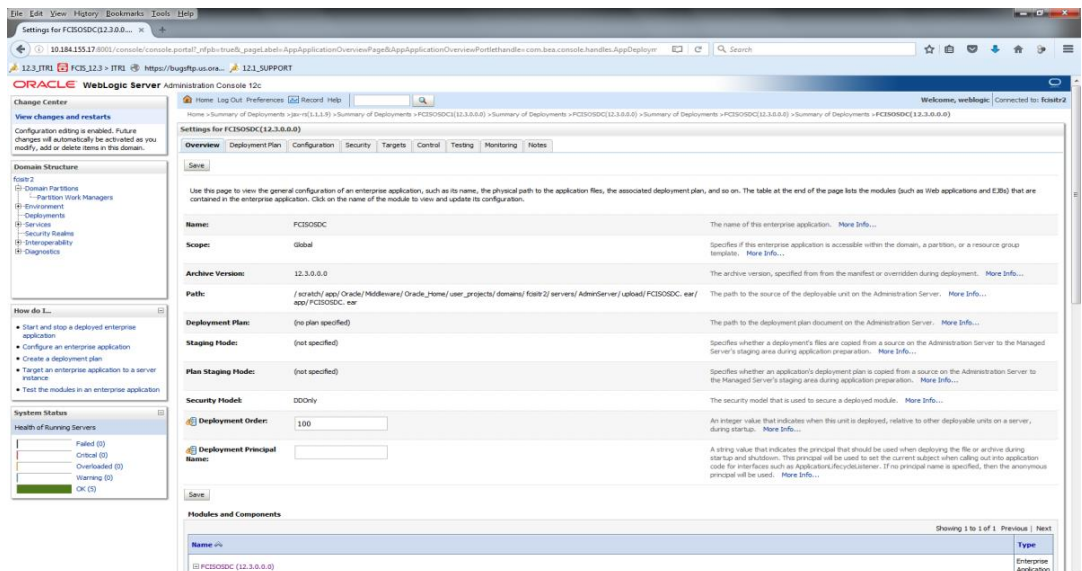 File Edit View History Bookmarks Tools Help
Settings for FCISOSDC(12.3.0.0....
10.184.155.17:8001/console/console.portal?_nfpb=true&_pageLabel=AppApplicationOverviewPage&AppApplicationOverviewPortlethandle=com.bea.console.handles.AppDeploym
Search
12.3_ITR1 FCIS_12.3 > ITR1 https://bugsftp.us.ora... 12.1_SUPPORT
ORACLE WebLogic Server Administration Console 12c
Change Center
View changes and restarts
Configuration editing is enabled. Future
changes will automatically be activated as you
modify, add or delete items in this domain.
Domain Structure
fcisitr2
Domain Partitions
Partition Work Managers
Environment
Deployments
Services
Security Realms
Interoperability
Diagnostics
How do I...
Start and stop a deployed enterprise
application
Configure an enterprise application
Create a deployment plan
Target an enterprise application to a server
instance
Test the modules in an enterprise application
System Status
Health of Running Servers
Failed (0)
Critical (0)
Overloaded (0)
Warning (0)
OK (5)
Home Log Out Preferences Record Help
Welcome, weblogic Connected to: fcisitr2
Home >Summary of Deployments >jax-rs(1.1.1.9) >Summary of Deployments >FCISOSDC1(12.3.0.0.0) >Summary of Deployments >FCISOSDC(12.3.0.0.0) >Summary of Deployments >FCISOSDC(12.3.0.0.0) >Summary of Deployments >FCISOSDC(12.3.0.0.0)
Settings for FCISOSDC(12.3.0.0.0)
Overview Deployment Plan Configuration Security Targets Control Testing Monitoring Notes
Save
Use this page to view the general configuration of an enterprise application, such as its name, the physical path to the application files, the associated deployment plan, and so on. The table at the end of the page lists the modules (such as Web applications and EJBs) that are
contained in the enterprise application. Click on the name of the module to view and update its configuration.
Name: FCISOSDC The name of this enterprise application. More Info...
Scope: Global Specifies if this enterprise application is accessible within the domain, a partition, or a resource group
template. More Info...
Archive Version: 12.3.0.0.0 The archive version, specified from from the manifest or overridden during deployment. More Info...
Path: / scratch/ app/ Oracle/ Middleware/ Oracle_Home/ user_projects/ domains/ fcisitr2/ servers/ AdminServer/ upload/ FCISOSDC. ear/ The path to the source of the deployable unit on the Administration Server. More Info...
app/ FCISOSDC. ear
Deployment Plan: (no plan specified) The path to the deployment plan document on the Administration Server. More Info...
Staging Mode: (not specified) Specifies whether a deployment's files are copied from a source on the Administration Server to the Managed
Server's staging area during application preparation. More Info...
Plan Staging Mode: (not specified) Specifies whether an application's deployment plan is copied from a source on the Administration Server to
the Managed Server's staging area during application preparation. More Info...
Security Model: DDOnly The security model that is used to secure a deployed module. More Info...
Deployment Order: 100 An integer value that indicates when this unit is deployed, relative to other deployable units on a server,
during startup. More Info...
Deployment Principal
Name:
A string value that indicates the principal that should be used when deploying the file or archive during
startup and shutdown. This principal will be used to set the current subject when calling out into application
code for interfaces such as ApplicationLifecycleListener. If no principal name is specified, then the anonymous
principal will be used. More Info...
Save
Modules and Components
Showing 1 to 1 of 1 Previous | Next
Name Type
FCISOSDC (12.3.0.0.0) Enterprise
Application